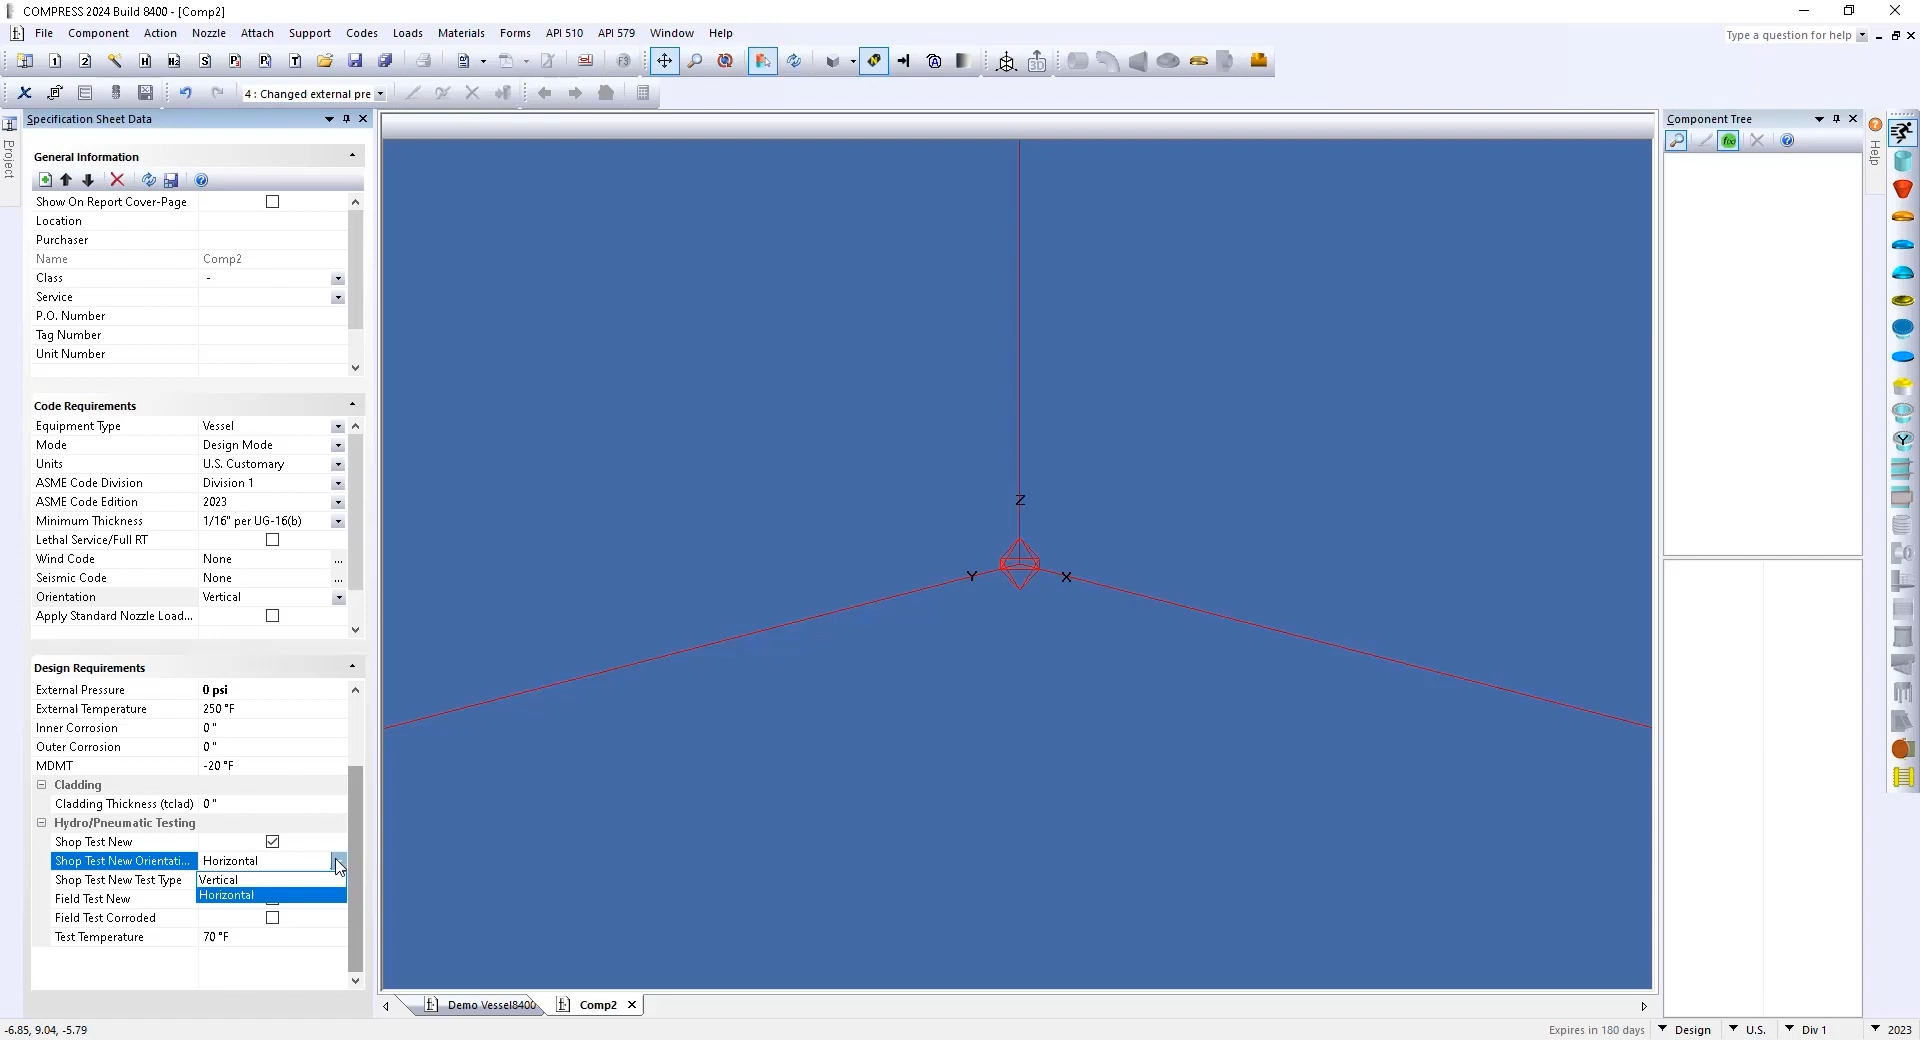 COMPRESS 2024 Build 8400 - [Comp2]
File Component Action Nozzle Attach Support Codes Loads Materials Forms API 510 API 579 Window Help
Type a question for help
4 : Changed external pre
Specification Sheet Data
Component Tree
Project
Help
General Information
Show On Report Cover-Page
Location
Purchaser
Name Comp2
Class -
Service
P.O. Number
Tag Number
Unit Number
Code Requirements
Equipment Type Vessel
Mode Design Mode
Units U.S. Customary
ASME Code Division Division 1
ASME Code Edition 2023
Minimum Thickness 1/16" per UG-16(b)
Lethal Service/Full RT
Wind Code None ...
Seismic Code None ...
Orientation Vertical
Apply Standard Nozzle Load...
Design Requirements
External Pressure 0 psi
External Temperature 250 °F
Inner Corrosion 0 "
Outer Corrosion 0 "
MDMT -20 °F
Cladding
Cladding Thickness (tclad) 0 "
Hydro/Pneumatic Testing
Shop Test New
Shop Test New Orientati... Horizontal
Shop Test New Test Type Vertical
Horizontal
Field Test New
Field Test Corroded
Test Temperature 70 °F
Z
Y X
Demo Vessel8400 Comp2
-6.85, 9.04, -5.79
Expires in 180 days Design U.S. Div 1 2023